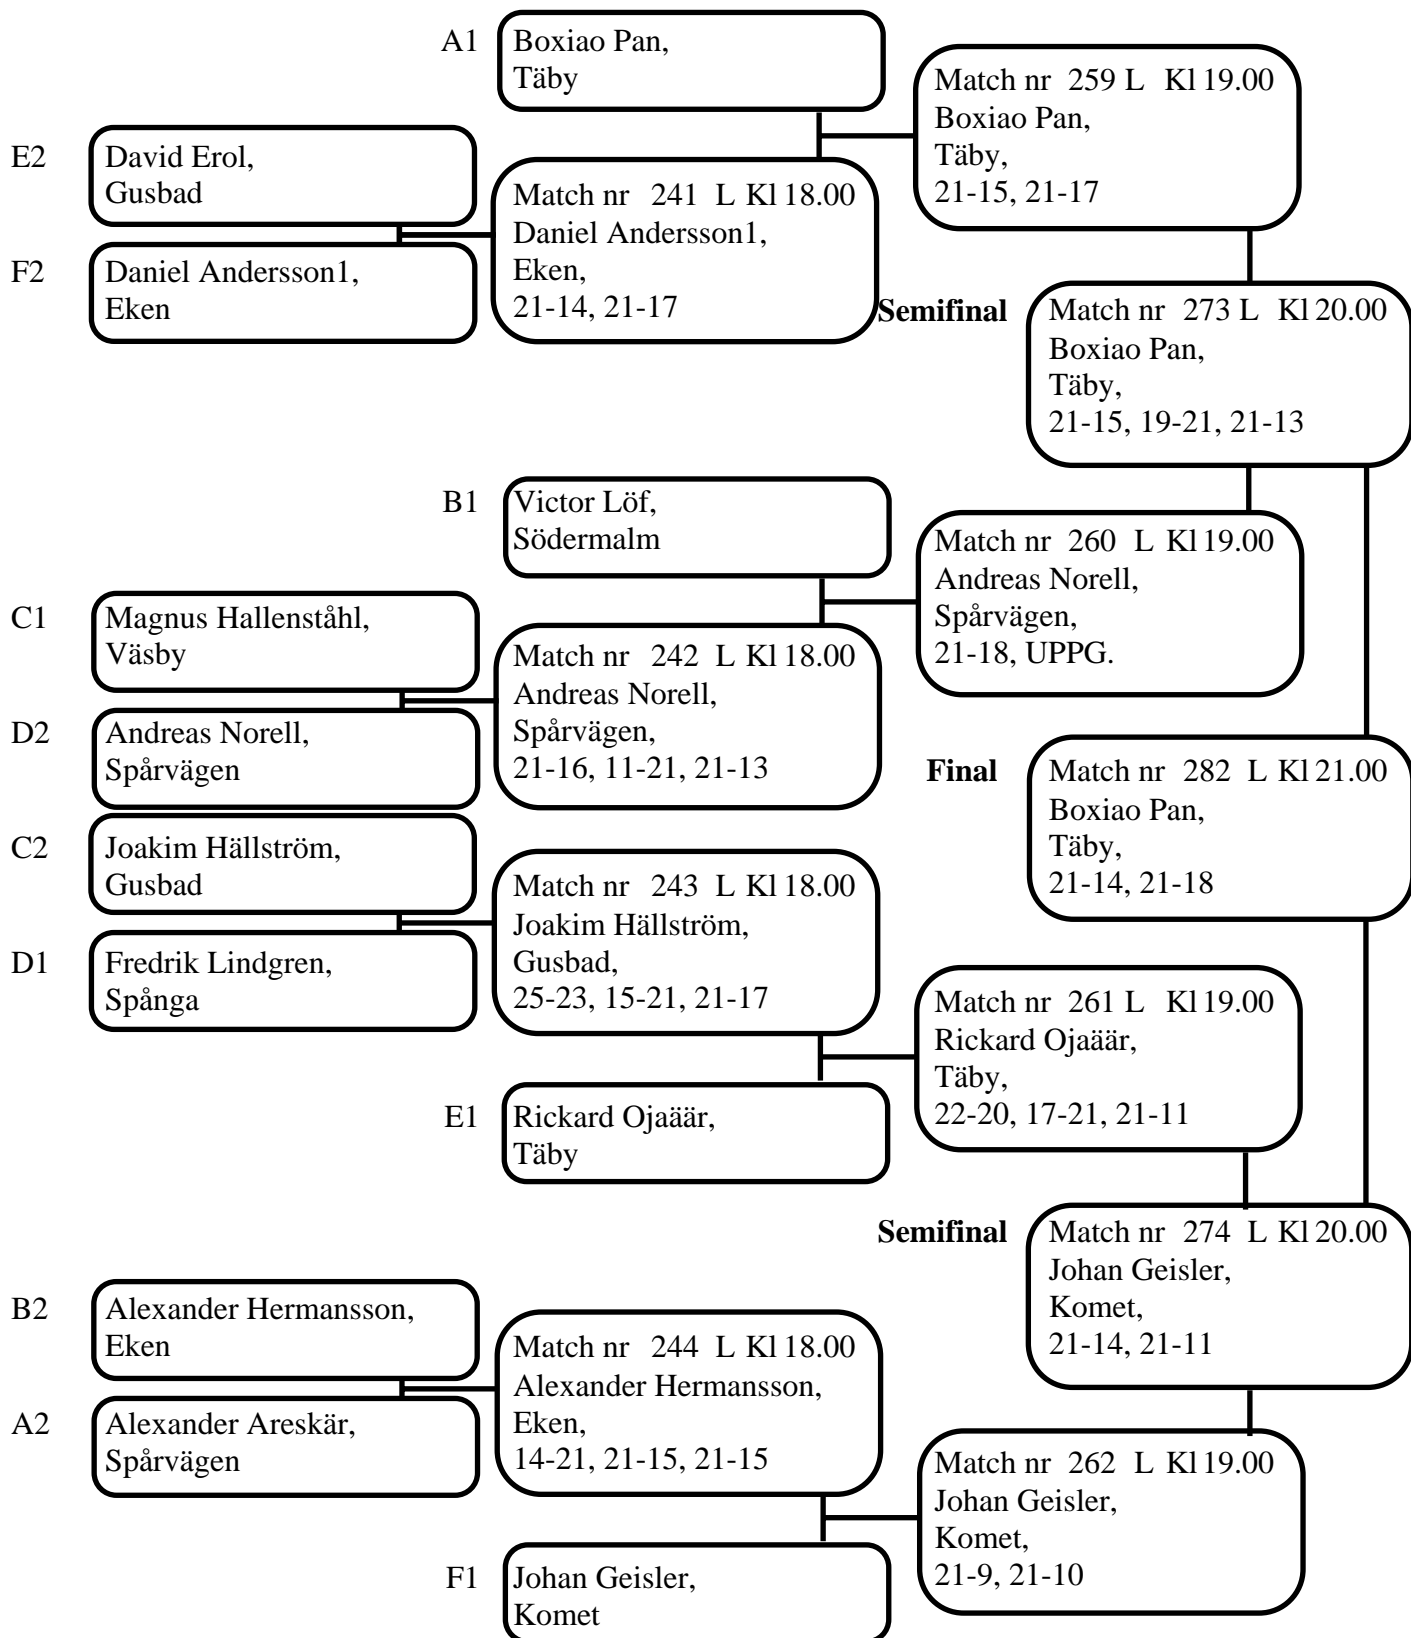 A1
Boxiao Pan,
Täby
Match nr 259 L Kl 19.00
Boxiao Pan,
Täby,
21-15, 21-17
E2
David Erol,
Gusbad
Match nr 241 L Kl 18.00
Daniel Andersson1,
Eken,
21-14, 21-17
F2
Daniel Andersson1,
Eken
Semifinal
Match nr 273 L Kl 20.00
Boxiao Pan,
Täby,
21-15, 19-21, 21-13
B1
Victor Löf,
Södermalm
Match nr 260 L Kl 19.00
Andreas Norell,
Spårvägen,
21-18, UPPG.
C1
Magnus Hallenståhl,
Väsby
Match nr 242 L Kl 18.00
Andreas Norell,
Spårvägen,
21-16, 11-21, 21-13
D2
Andreas Norell,
Spårvägen
Final
Match nr 282 L Kl 21.00
Boxiao Pan,
Täby,
21-14, 21-18
C2
Joakim Hällström,
Gusbad
Match nr 243 L Kl 18.00
Joakim Hällström,
Gusbad,
25-23, 15-21, 21-17
D1
Fredrik Lindgren,
Spånga
Match nr 261 L Kl 19.00
Rickard Ojaäär,
Täby,
22-20, 17-21, 21-11
E1
Rickard Ojaäär,
Täby
Semifinal
Match nr 274 L Kl 20.00
Johan Geisler,
Komet,
21-14, 21-11
B2
Alexander Hermansson,
Eken
Match nr 244 L Kl 18.00
Alexander Hermansson,
Eken,
14-21, 21-15, 21-15
A2
Alexander Areskär,
Spårvägen
Match nr 262 L Kl 19.00
Johan Geisler,
Komet,
21-9, 21-10
F1
Johan Geisler,
Komet